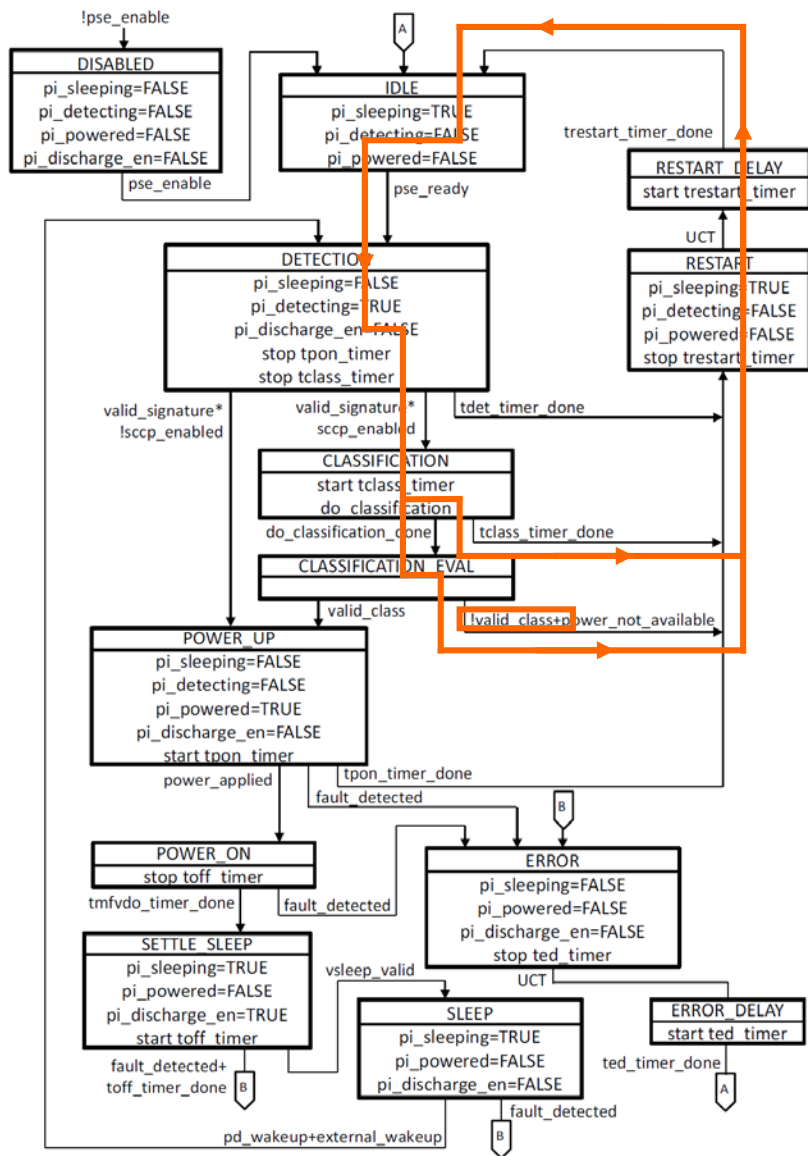 !pse_enable
A
DISABLED
pi_sleeping=FALSE
pi_detecting=FALSE
pi_powered=FALSE
pi_discharge_en=FALSE
pse_enable
IDLE
pi_sleeping=TRUE
pi_detecting=FALSE
pi_powered=FALSE
pse_ready
trestart_timer_done
RESTART_DELAY
start trestart_timer
UCT
RESTART
pi_sleeping=TRUE
pi_detecting=FALSE
pi_powered=FALSE
stop trestart_timer
DETECTION
pi_sleeping=FALSE
pi_detecting=TRUE
pi_discharge_en=FALSE
stop tpon_timer
stop tclass_timer
valid_signature*
!sccp_enabled
valid_signature*
sccp_enabled
tdet_timer_done
CLASSIFICATION
start tclass_timer
do_classification
do_classification_done
tclass_timer_done
CLASSIFICATION_EVAL
valid_class
!valid_class+power_not_available
POWER_UP
pi_sleeping=FALSE
pi_detecting=FALSE
pi_powered=TRUE
pi_discharge_en=FALSE
start tpon_timer
power_applied
tpon_timer_done
fault_detected
B
POWER_ON
stop toff_timer
tmfvdo_timer_done
fault_detected
ERROR
pi_sleeping=FALSE
pi_powered=FALSE
pi_discharge_en=FALSE
stop ted_timer
UCT
SETTLE_SLEEP
pi_sleeping=TRUE
pi_powered=FALSE
pi_discharge_en=TRUE
start toff_timer
vsleep_valid
fault_detected+
toff_timer_done
B
SLEEP
pi_sleeping=TRUE
pi_powered=FALSE
pi_discharge_en=FALSE
ERROR_DELAY
start ted_timer
ted_timer_done
A
fault_detected
B
pd_wakeup+external_wakeup